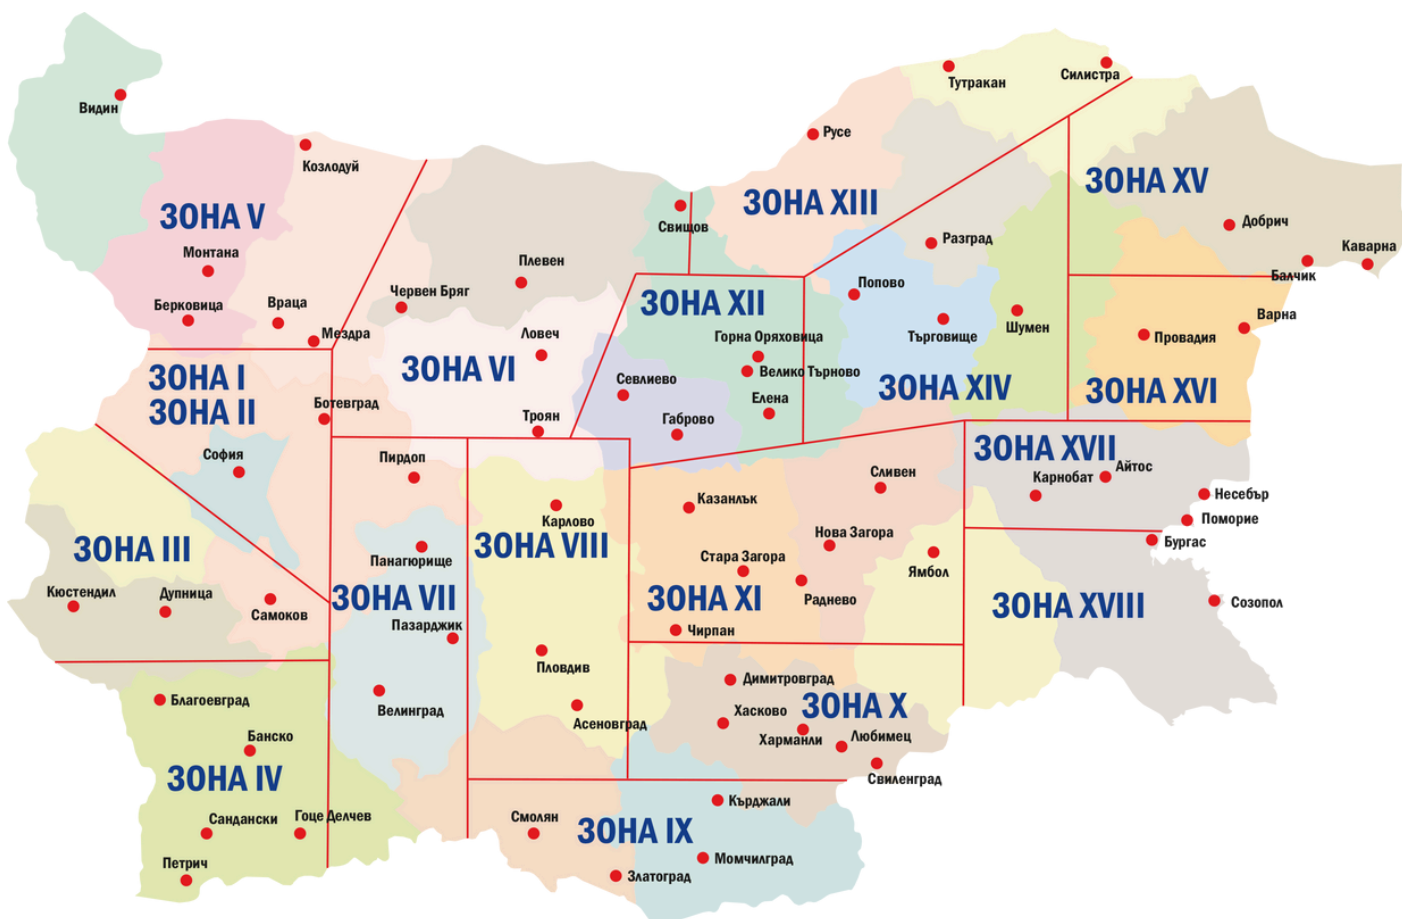 Силистра
Тутракан
Видин
Русе
Козлодуй
ЗОНА XV
ЗОНА XIII
ЗОНА V
Свищов
Добрич
Разград
Каварна
Монтана
Плевен
Балчик
Попово
Червен Бряг
ЗОНА XII
Враца
Берковица
Варна
Мездра
Ловеч
Горна Оряховица
Търговище
Шумен
Провадия
ЗОНА VI
Велико Търново
ЗОНА I
ЗОНА II
Севлиево
ЗОНА XIV
ЗОНА XVI
Ботевград
Троян
Габрово
Елена
София
Пирдоп
ЗОНА XVII
Сливен
Карнобат
Айтос
Несебър
Казанлък
Карлово
Поморие
Нова Загора
Бургас
ЗОНА III
Панагюрище
ЗОНА VIII
Стара Загора
Ямбол
Кюстендил
Дупница
Самоков
ЗОНА VII
ЗОНА XI
Раднево
ЗОНА XVIII
Созопол
Пазарджик
Чирпан
Пловдив
Димитровград
Благоевград
Велинград
Асеновград
Хасково
ЗОНА X
Банско
Харманли
Любимец
ЗОНА IV
Свиленград
Кърджали
Сандански
Гоце Делчев
Смолян
ЗОНА IX
Петрич
Момчилград
Златоград